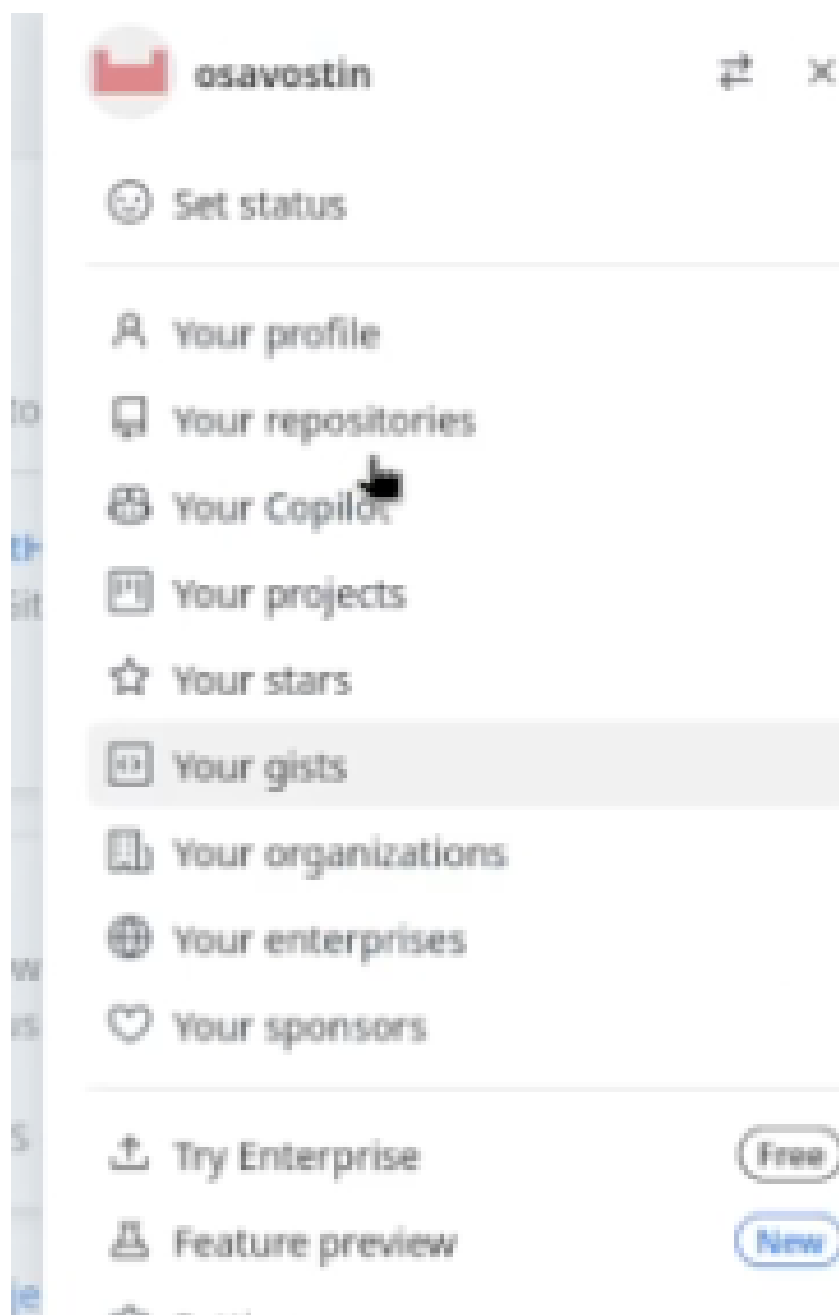 osavostin
Set status
Your profile
Your repositories
Your Copilot
Your projects
Your stars
Your gists
Your organizations
Your enterprises
Your sponsors
Try Enterprise Free
Feature preview New